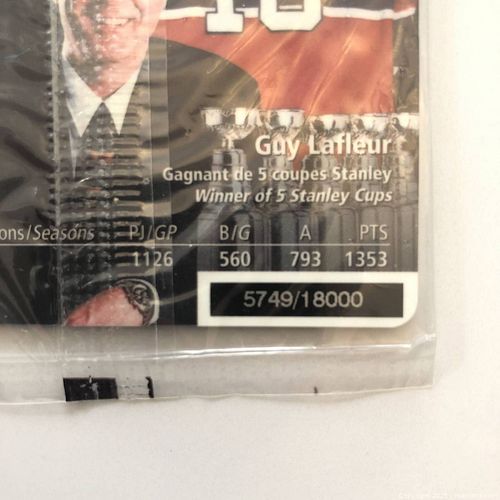 10
Guy Lafleur
Gagnant de 5 coupes Stanley
Winner of 5 Stanley Cups
ons/Seasons PJ/GP B/G A PTS
1126 560 793 1353
5749/18000